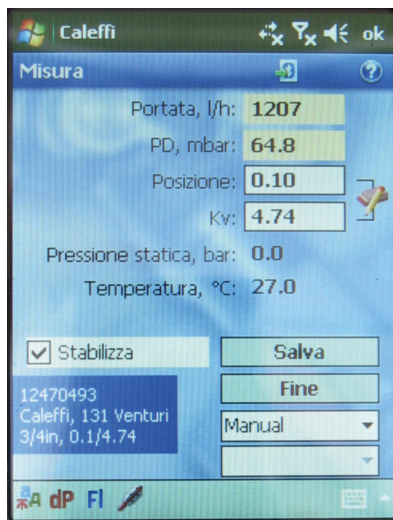 Caleffi
ok
Misura
?
Portata, l/h: 1207
PD, mbar: 64.8
Posizione: 0.10
Kv: 4.74
Pressione statica, bar: 0.0
Temperatura, °C: 27.0
Stabilizza
Salva
12470493
Caleffi, 131 Venturi
3/4in, 0.1/4.74
Fine
Manual
A dP Fl